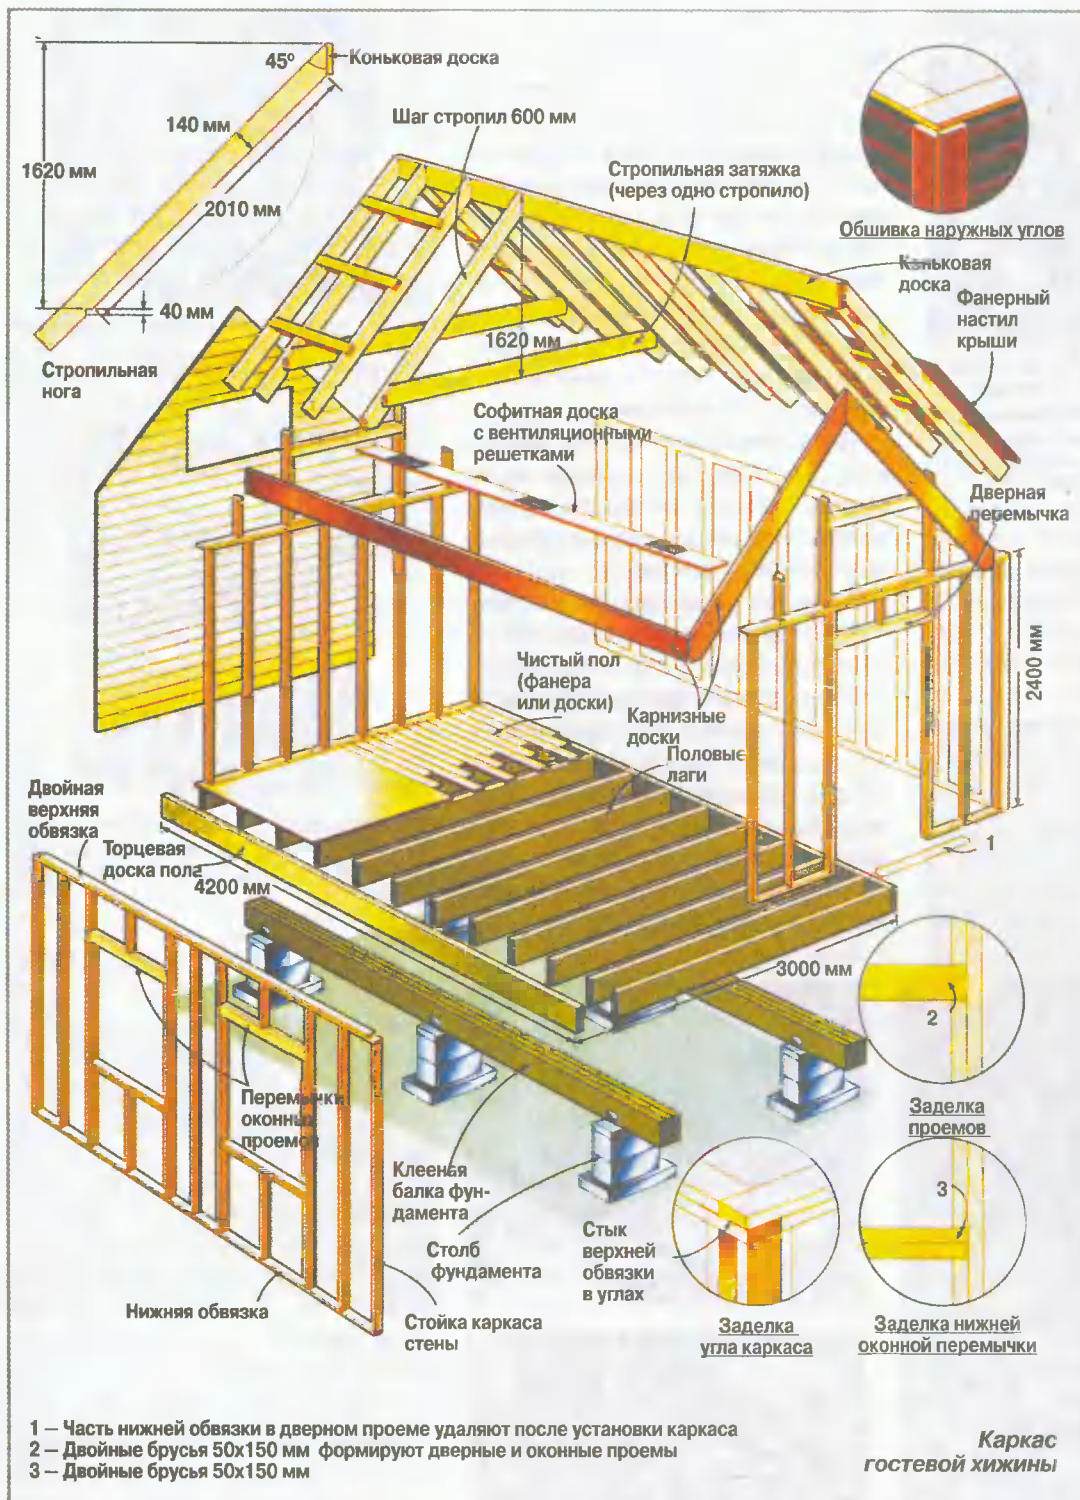 45°
Коньковая доска
140 мм
1620 мм
2010 мм
40 мм
Стропильная
нога
Шаг стропил 600 мм
Стропильная затяжка
(через одно стропило)
Обшивка наружных углов
Коньковая
доска
Фанерный
настил
крыши
1620 мм
Софитная доска
с вентиляционными
решетками
Дверная
перемычка
2400 мм
Чистый пол
(фанера
или доски)
Карнизные
доски
Половые
лаги
Двойная
верхняя
обвязка
Торцевая
доска пола
4200 мм
1
3000 мм
2
Заделка
проемов
Перемычки
оконных
проемов
Клееная
балка фун-
дамента
Столб
фундамента
Стык
верхней
обвязки
в углах
3
Нижняя обвязка
Стойка каркаса
стены
Заделка
угла каркаса
Заделка нижней
оконной перемычки
1 – Часть нижней обвязки в дверном проеме удаляют после установки каркаса
2 – Двойные брусья 50х150 мм формируют дверные и оконные проемы
3 – Двойные брусья 50х150 мм
Каркас
гостевой хижины